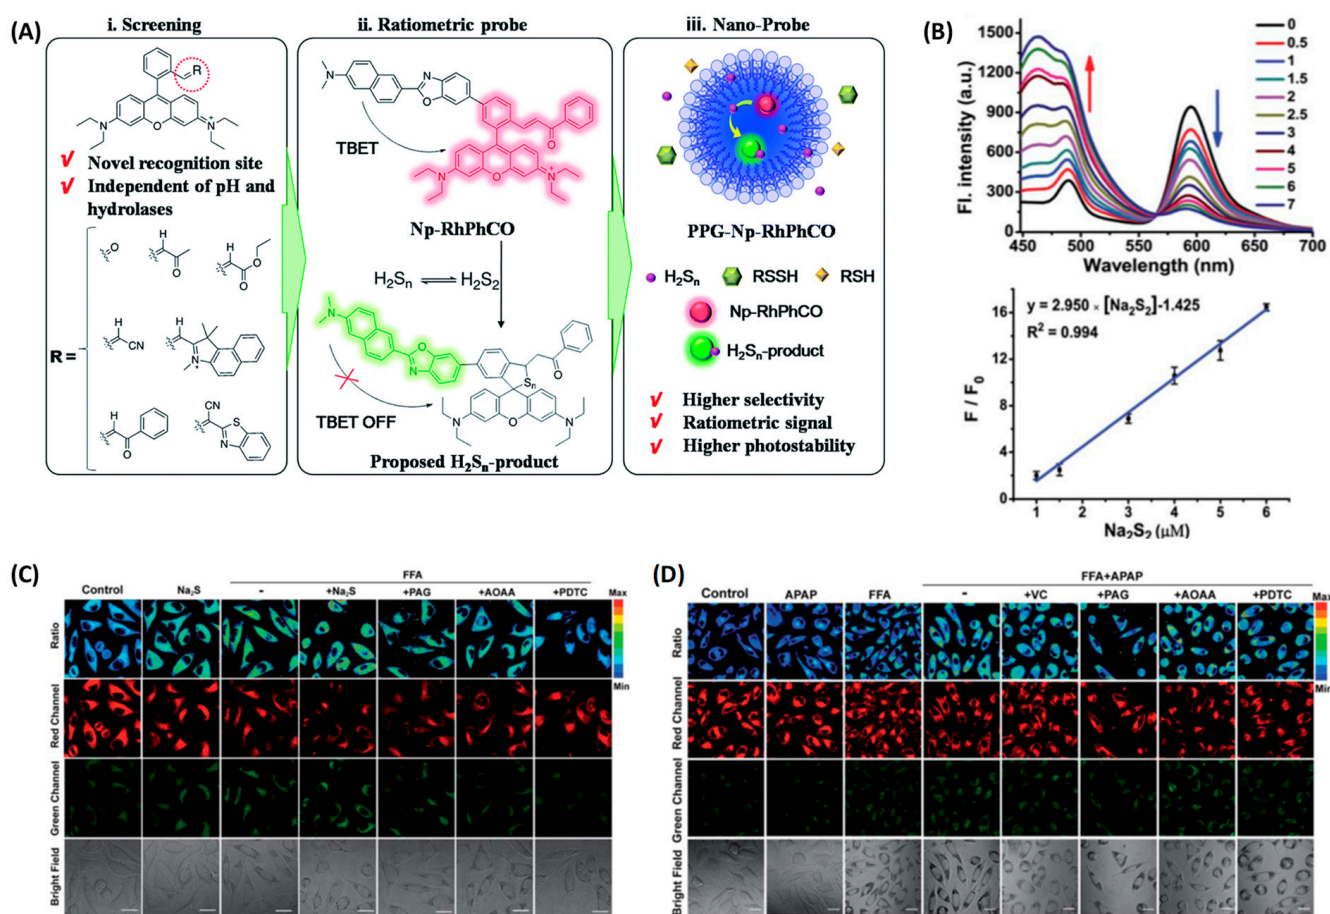 (A)
i. Screening
R
O
N
N+
√ Novel recognition site
√ Independent of pH and
hydrolases
R =
O
H
O
H
O
O
H
CN
H
N+
H
O
CN
S
N
ii. Ratiometric probe
N
N
O
TBET
O
N
O
N+
Np-RhPhCO
H₂Sₙ ⇌ H₂S₂
N
O
N
O
Sₙ
N
O
N
TBET OFF
Proposed H₂Sₙ-product
iii. Nano-Probe
PPG-Np-RhPhCO
H₂Sₙ RSSH RSH
Np-RhPhCO
H₂Sₙ-product
√ Higher selectivity
√ Ratiometric signal
√ Higher photostability
(B)
Fl. intensity (a.u.)
1500
1200
900
600
300
0
450 500 550 600 650 700
Wavelength (nm)
0
0.5
1
1.5
2
2.5
3
4
5
6
7
y = 2.950 × [Na₂S₂]-1.425
R² = 0.994
F / F₀
16
12
8
4
0
1 2 3 4 5 6
Na₂S₂ (μM)
(C)
FFA
Control Na₂S - +Na₂S +PAG +AOAA +PDTC
Max
Min
Ratio
Red Channel
Green Channel
Bright Field
(D)
FFA+APAP
Control APAP FFA - +VC +PAG +AOAA +PDTC
Max
Min
Ratio
Red Channel
Green Channel
Bright Field